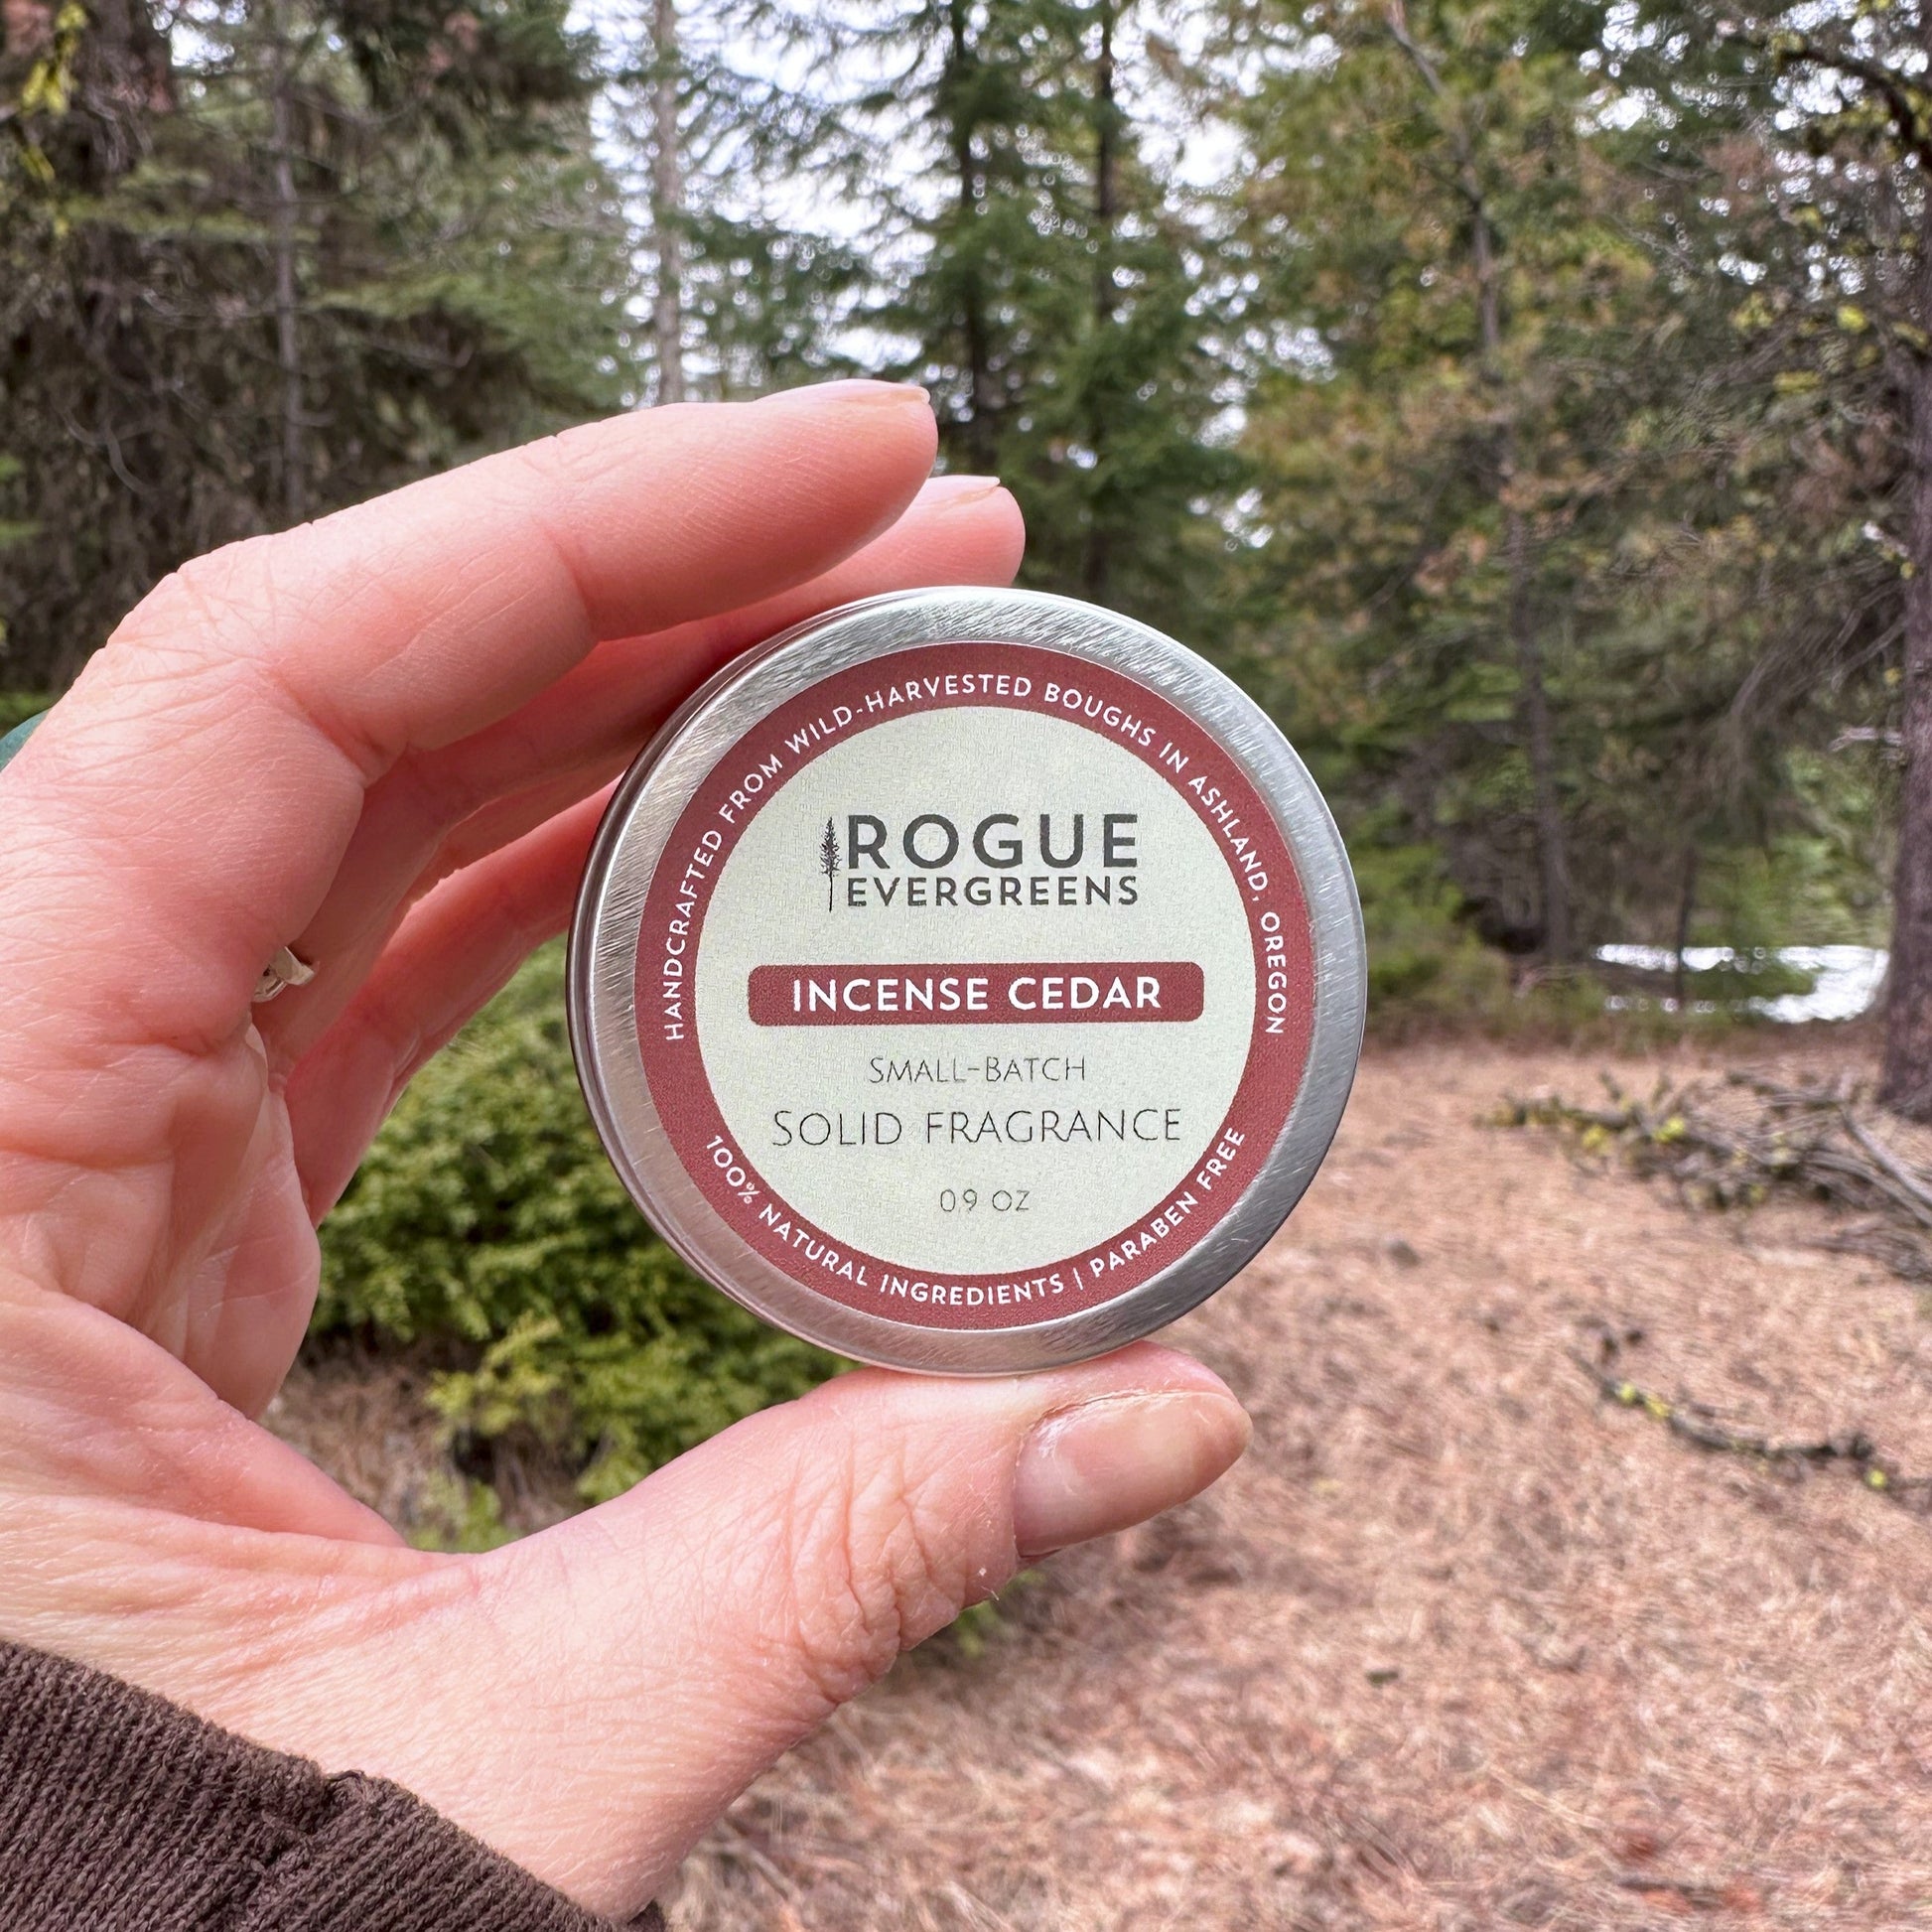 HANDCRAFTED FROM WILD-HARVESTED BOUGHS IN ASHLAND, OREGON
ROGUE
EVERGREENS
INCENSE CEDAR
SMALL-BATCH
SOLID FRAGRANCE
0.9 OZ
100% NATURAL INGREDIENTS | PARABEN FREE